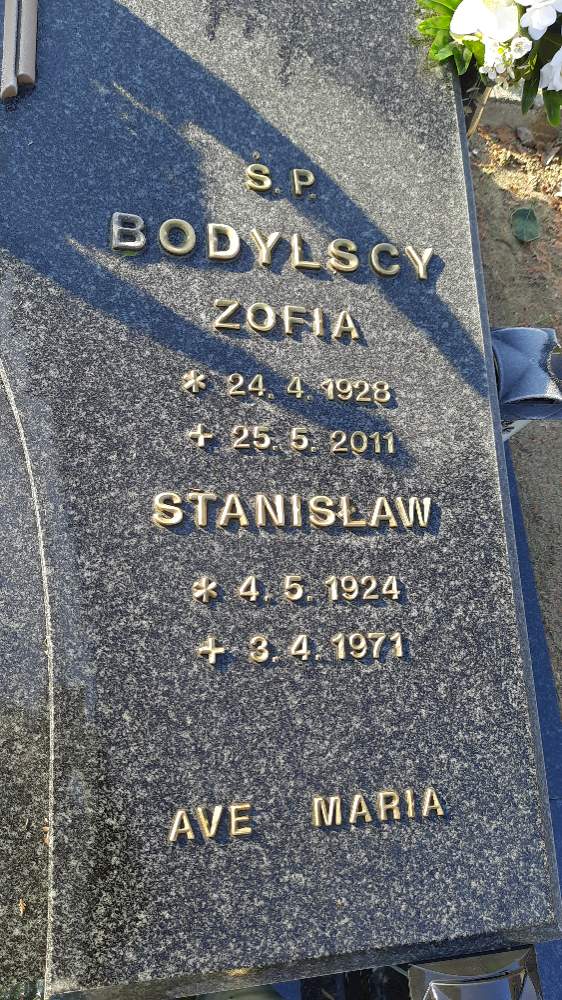 Ś. P.
BODYLSCY
ZOFIA
* 24. 4. 1928
+ 25. 5. 2011
STANISŁAW
* 4. 5. 1924
+ 3. 4. 1971
AVE MARIA